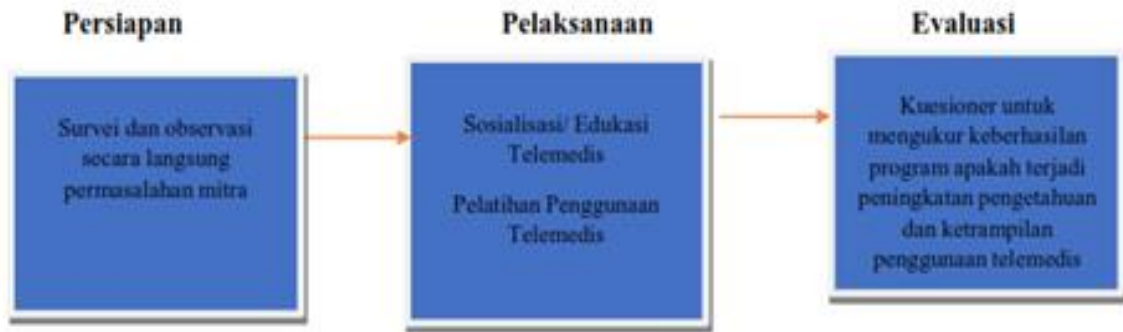 Persiapan
Survei dan observasi
secara langsung
permasalahan mitra
Pelaksanaan
Sosialisasi/ Edukasi
Telemedis
Pelatihan Penggunaan
Telemedis
Evaluasi
Kuesioner untuk
mengukur keberhasilan
program apakah terjadi
peningkatan pengetahuan
dan ketrampilan
penggunaan telemedis